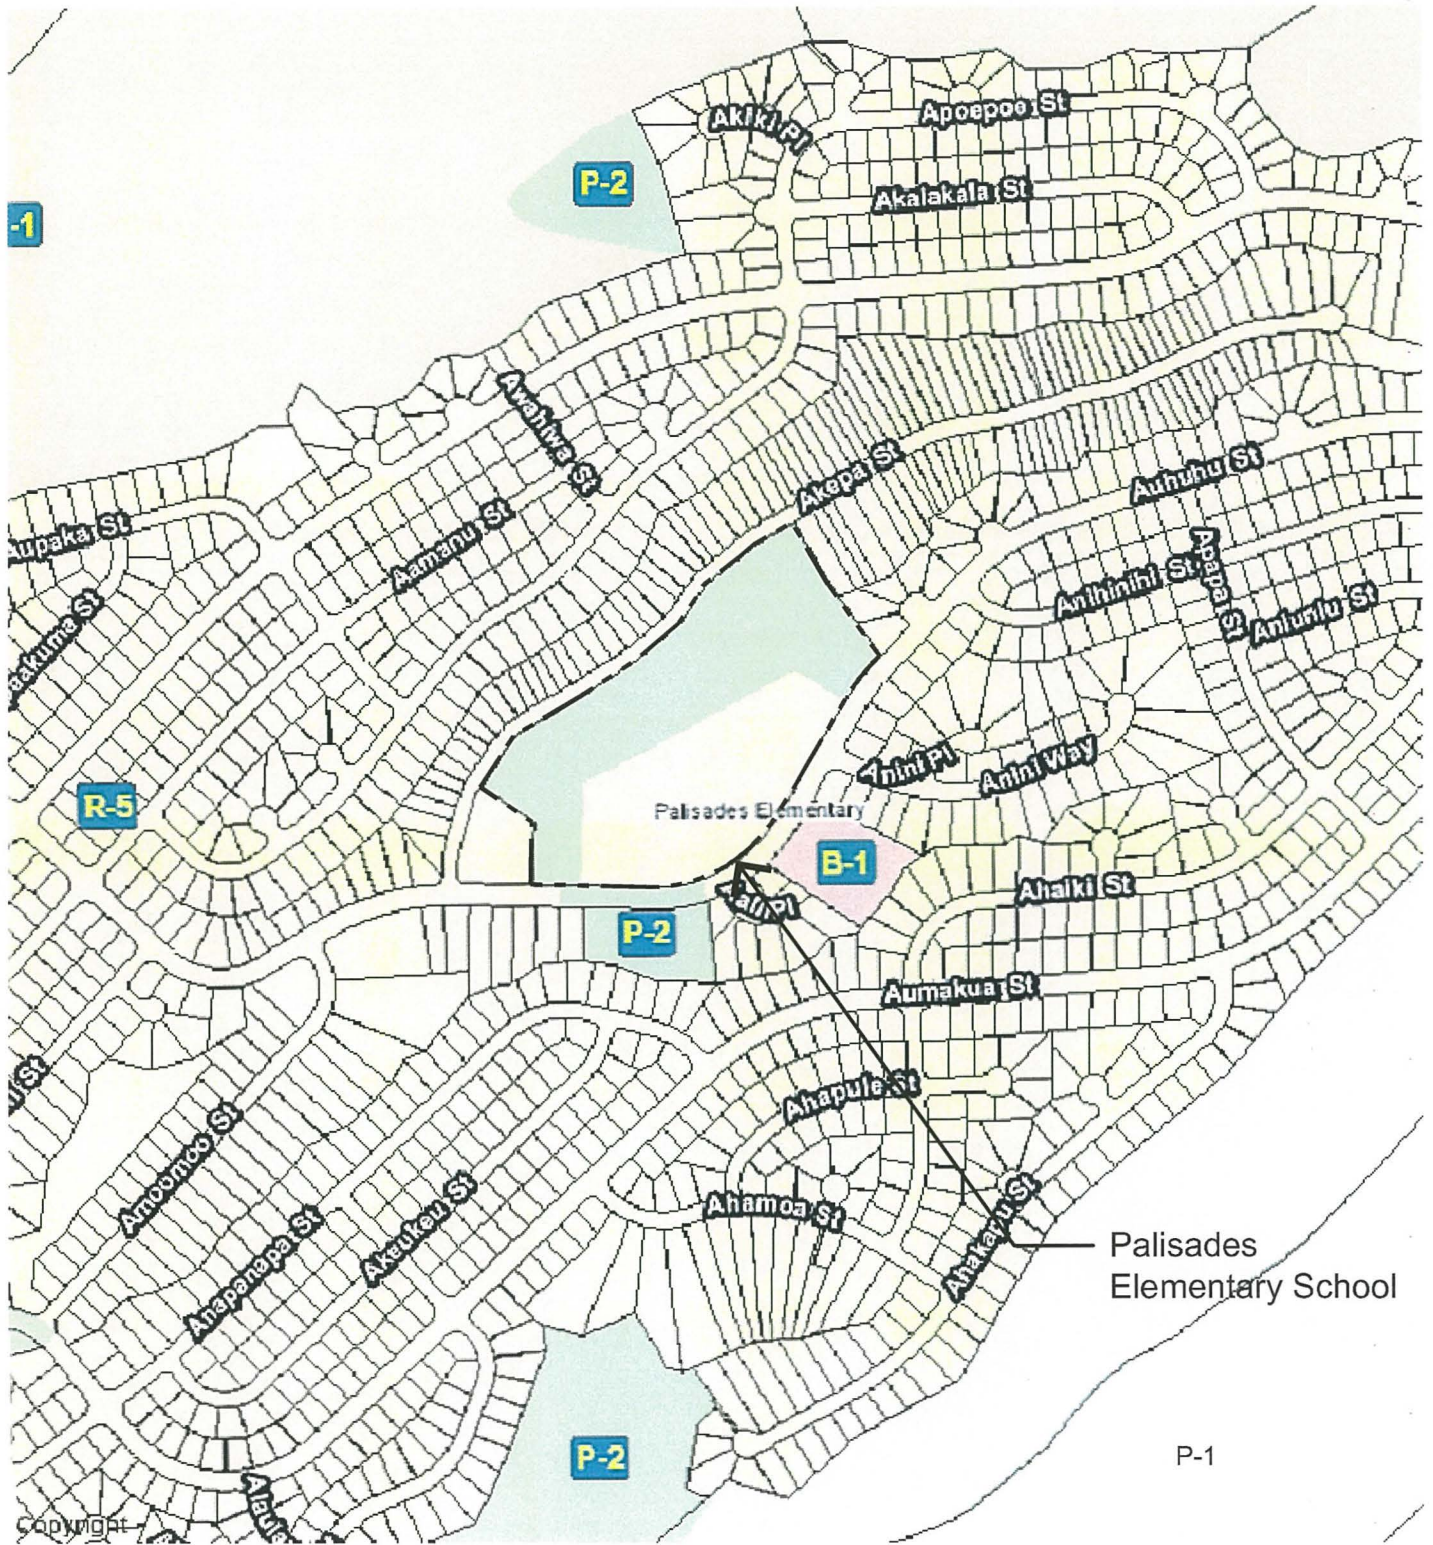 Akiki Pl
Apoepoe St
P-2
Akalakala St
-1
Awahiwa St
Akepa St
Auhuhu St
Aupaka St
Aamanu St
Apapa St
Anihinihi St
Aniuniu St
Anini Pl
Anini Way
R-5
Palisades Elementary
B-1
Ahaiki St
P-2
Aumakua St
St
Ahapule St
Amoomoo St
Ahamoa St
Akeukeu St
Anapanapa St
Ahakapu St
Palisades
Elementary School
P-2
P-1
Copyright